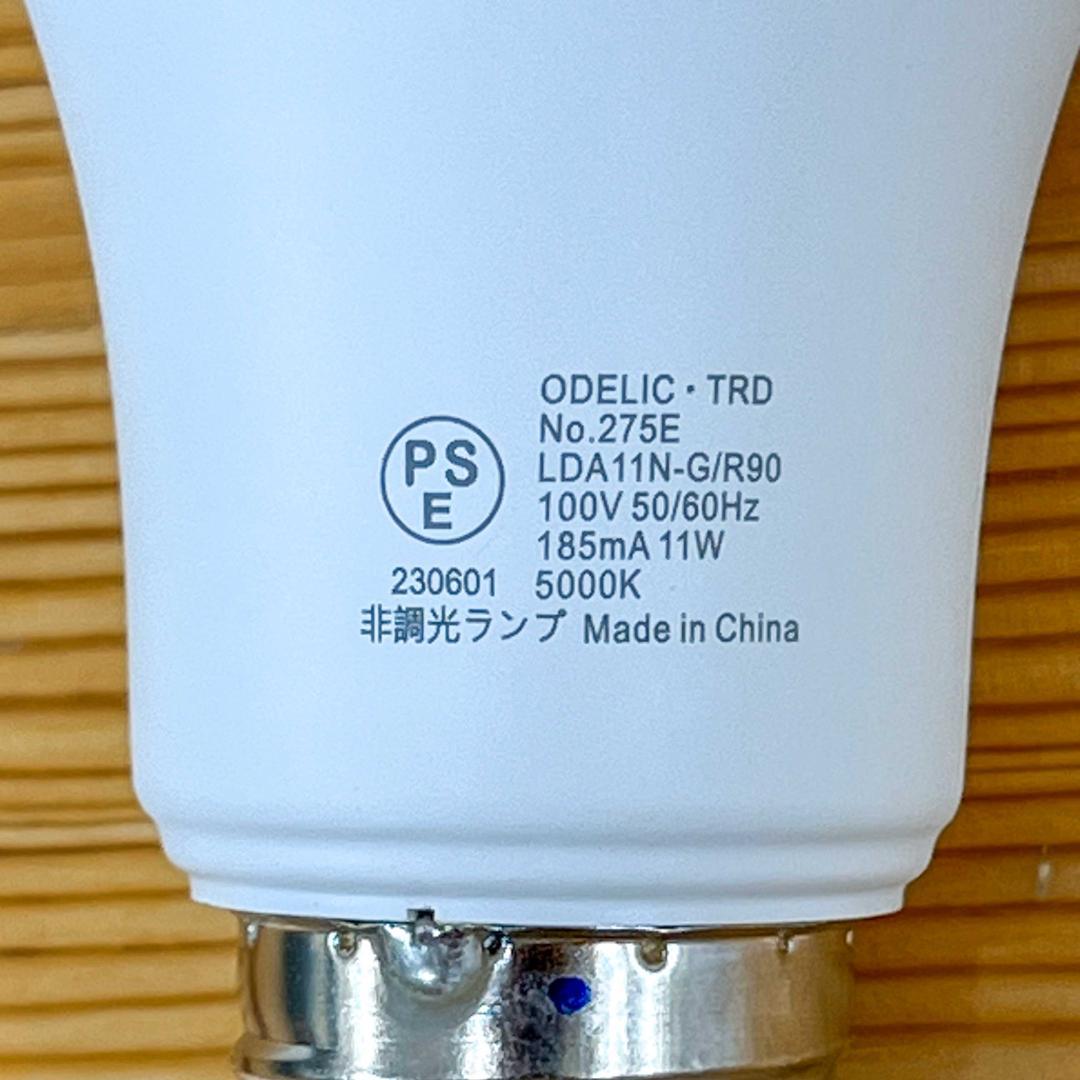 ODELIC・TRD
No.275E
LDA11N-G/R90
100V 50/60Hz
185mA 11W
PS
E
230601 5000K
非調光ランプ Made in China